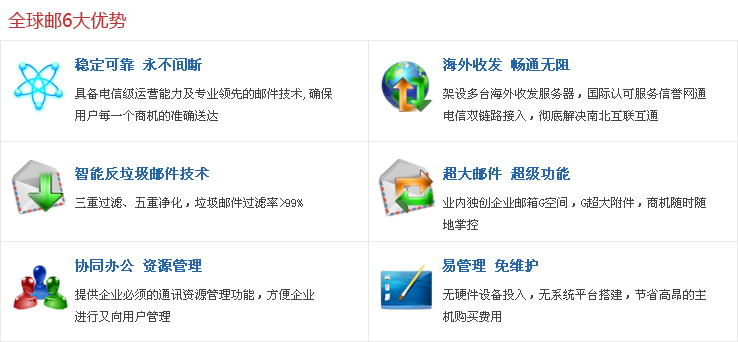 全球邮6大优势
稳定可靠 永不间断
具备电信级运营能力及专业领先的邮件技术,确保
用户每一个商机的准确送达
海外收发 畅通无阻
架设多台海外收发服务器，国际认可服务信誉网通
电信双链路接入，彻底解决南北互联互通
智能反垃圾邮件技术
三重过滤、五重净化，垃圾邮件过滤率>99%
超大邮件 超级功能
业内独创企业邮箱G空间，G超大附件，商机随时随
地掌控
协同办公 资源管理
提供企业必须的通讯资源管理功能，方便企业
进行又向用户管理
易管理 免维护
无硬件设备投入，无系统平台搭建，节省高昂的主
机购买费用